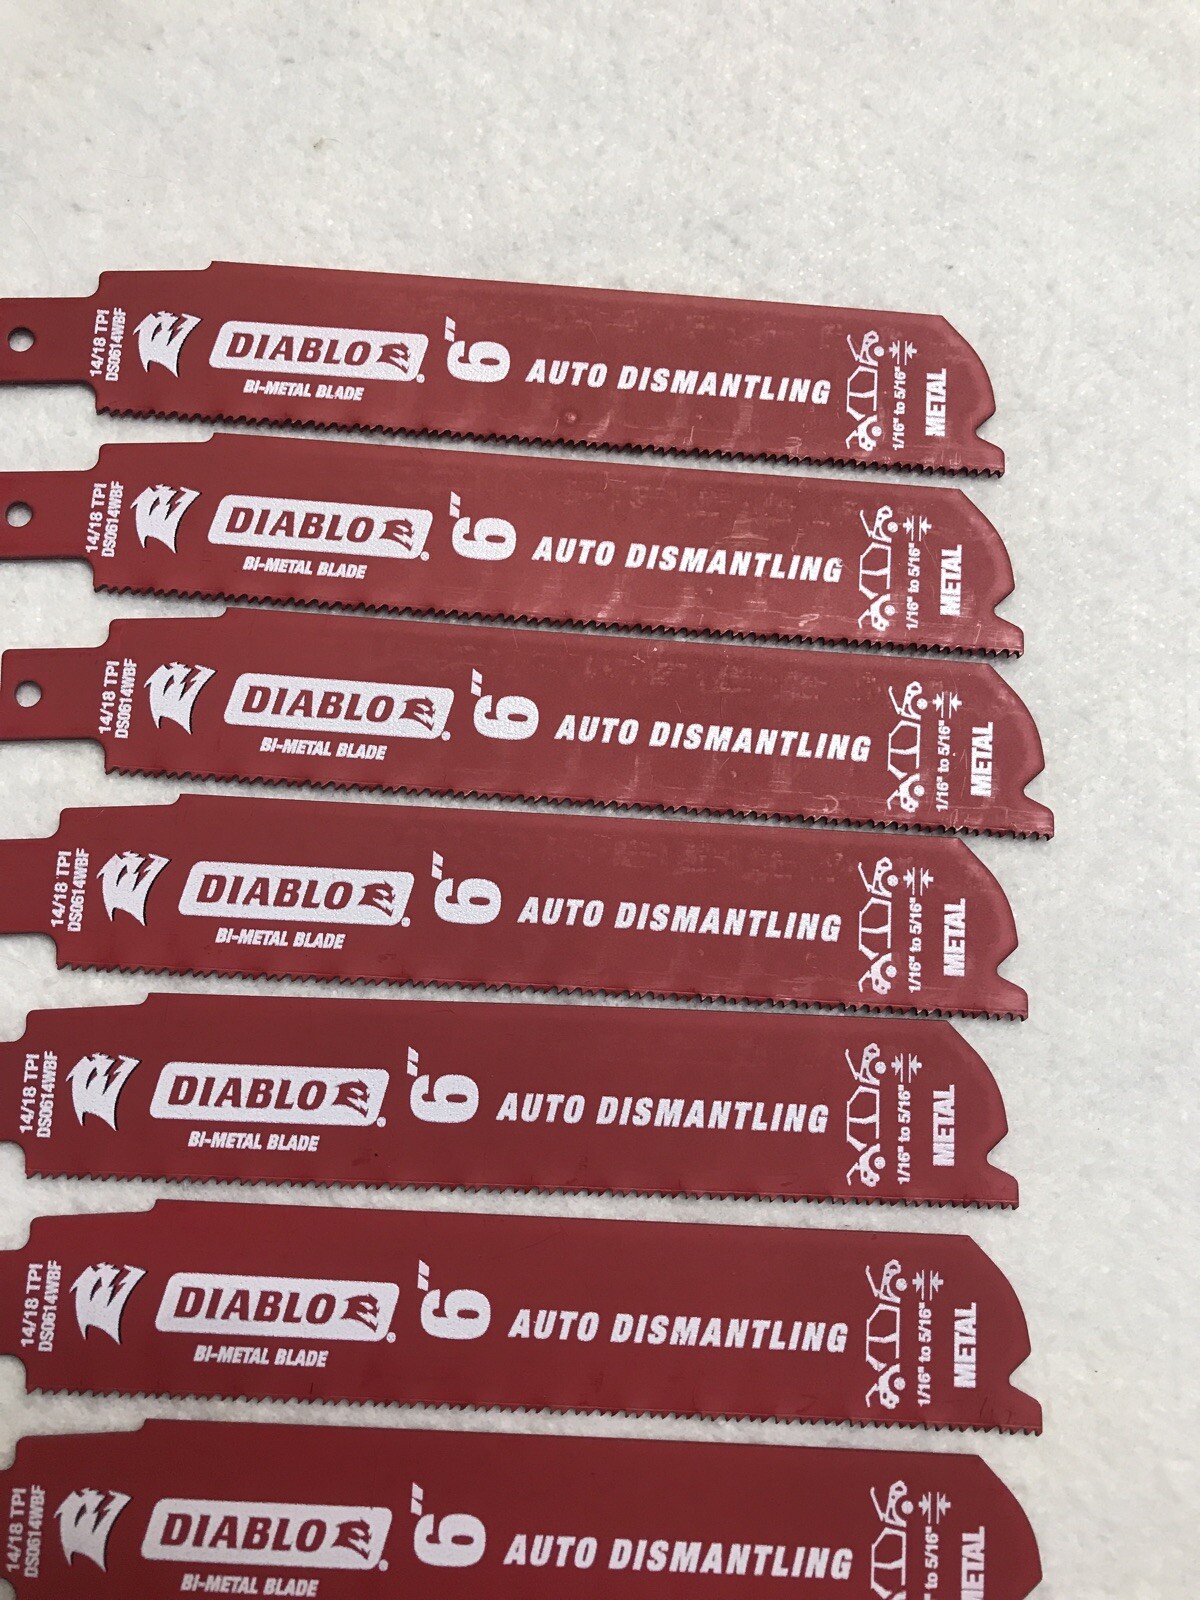 14/18 TPI
DS0614WBF
DIABLO®
BI-METAL BLADE
6"
AUTO DISMANTLING
1/16" to 5/16"
METAL
14/18 TPI
DS0614WBF
DIABLO®
BI-METAL BLADE
6"
AUTO DISMANTLING
1/16" to 5/16"
METAL
14/18 TPI
DS0614WBF
DIABLO®
BI-METAL BLADE
6"
AUTO DISMANTLING
1/16" to 5/16"
METAL
14/18 TPI
DS0614WBF
DIABLO®
BI-METAL BLADE
6"
AUTO DISMANTLING
1/16" to 5/16"
METAL
14/18 TPI
DS0614WBF
DIABLO®
BI-METAL BLADE
6"
AUTO DISMANTLING
1/16" to 5/16"
METAL
14/18 TPI
DS0614WBF
DIABLO®
BI-METAL BLADE
6"
AUTO DISMANTLING
1/16" to 5/16"
METAL
14/18 TPI
DS0614WBF
DIABLO®
BI-METAL BLADE
6"
AUTO DISMANTLING
to 5/16"
METAL